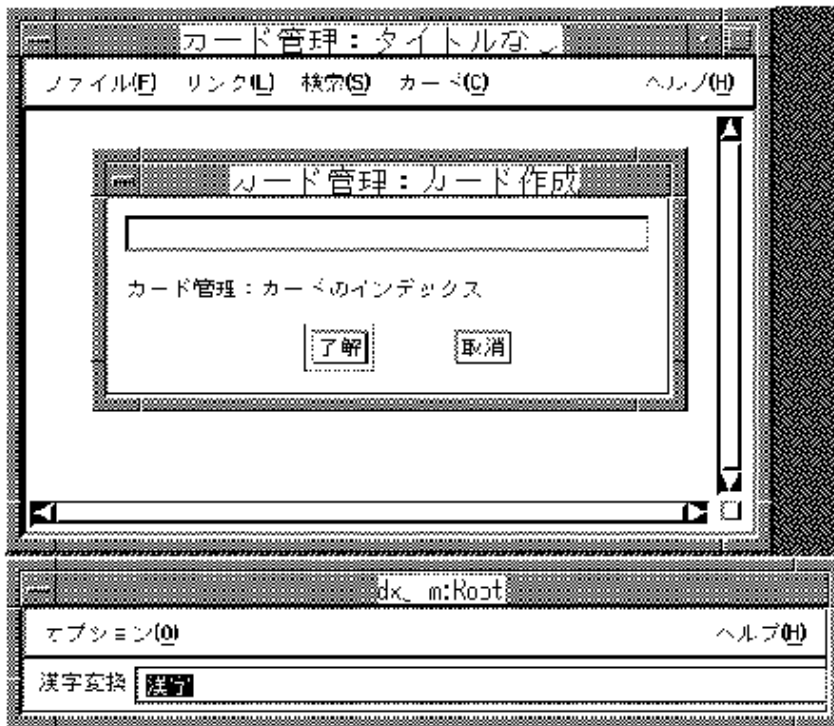 カード管理：タイトルなし
ファイル(F) リンク(L) 検索(S) カード(C) ヘルプ(H)
カード管理：カード作成
カード管理：カードのインデックス
了解 取消
オプション(O) ヘルプ(H)
漢字変換 漢字